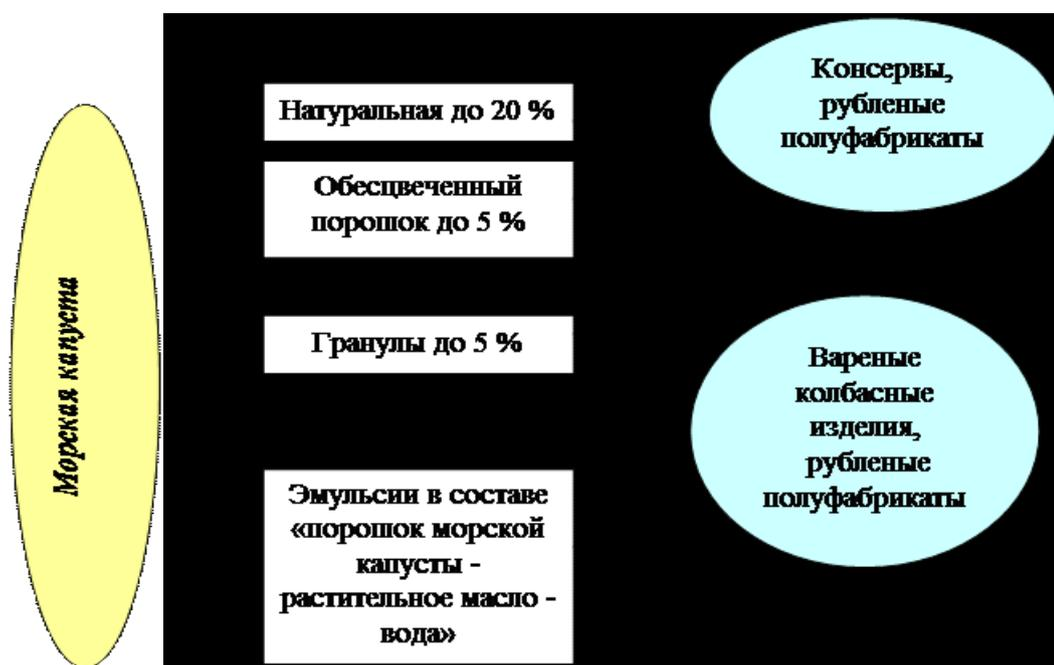 Морская капуста
Натуральная до 20 %
Обесцвеченный
порошок до 5 %
Гранулы до 5 %
Эмульсии в составе
«порошок морской
капусты -
растительное масло -
вода»
Консервы,
рубленые
полуфабрикаты
Вареные
колбасные
изделия,
рубленые
полуфабрикаты